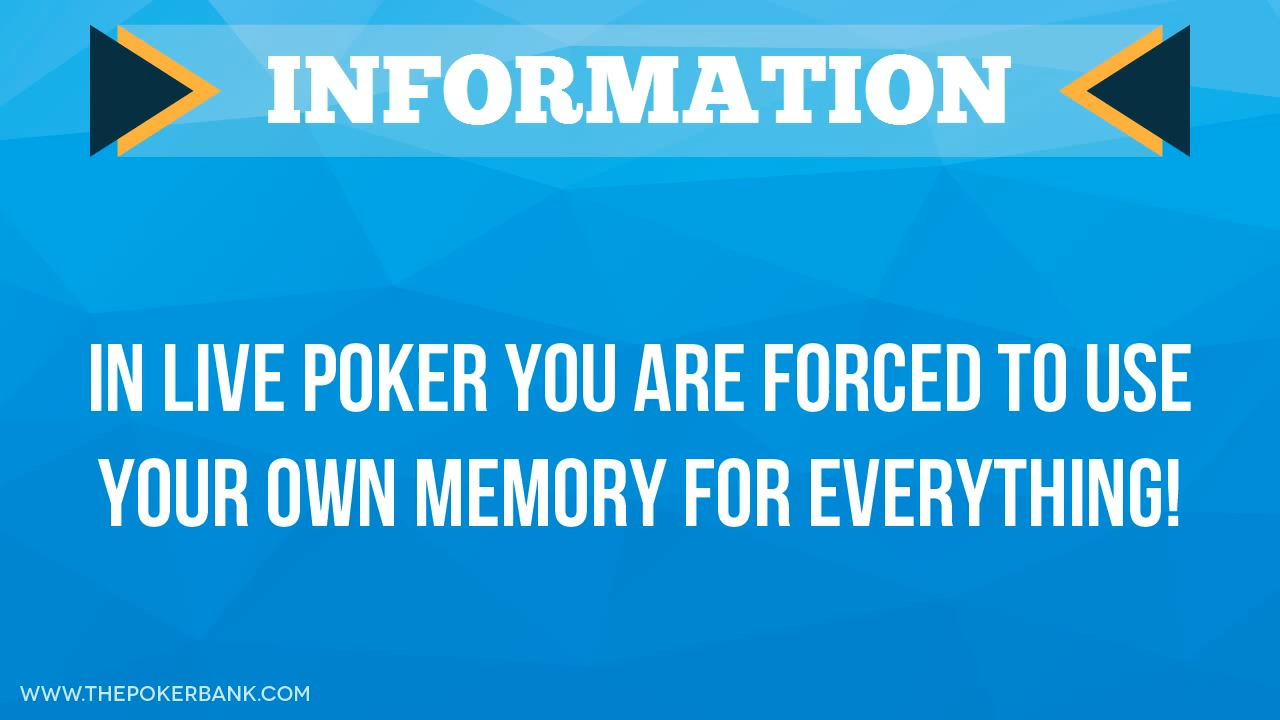 INFORMATION
IN LIVE POKER YOU ARE FORCED TO USE
YOUR OWN MEMORY FOR EVERYTHING!
WWW.THEPOKERBANK.COM